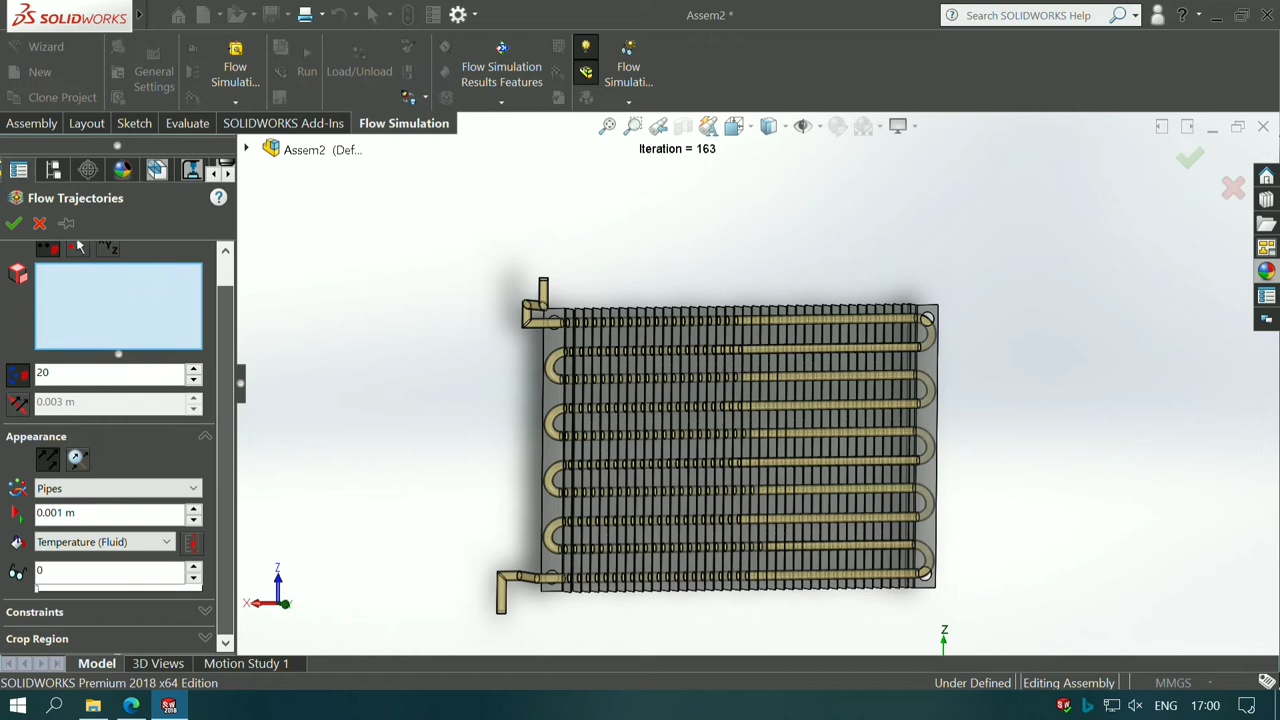 SOLIDWORKS
Assem2 *
Search SOLIDWORKS Help
?
Wizard
New
Clone Project
General
Settings
Flow
Simulati...
Run
Load/Unload
Flow Simulation
Results Features
Flow
Simulati...
Assembly
Layout
Sketch
Evaluate
SOLIDWORKS Add-Ins
Flow Simulation
Assem2 (Def...
Iteration = 163
Flow Trajectories
?
XYZ
20
0.003 m
Appearance
Pipes
0.001 m
Temperature (Fluid)
0
Constraints
Crop Region
Z
X
Z
Model
3D Views
Motion Study 1
SOLIDWORKS Premium 2018 x64 Edition
Under Defined
Editing Assembly
MMGS
-
SW
2018
ENG
17:00